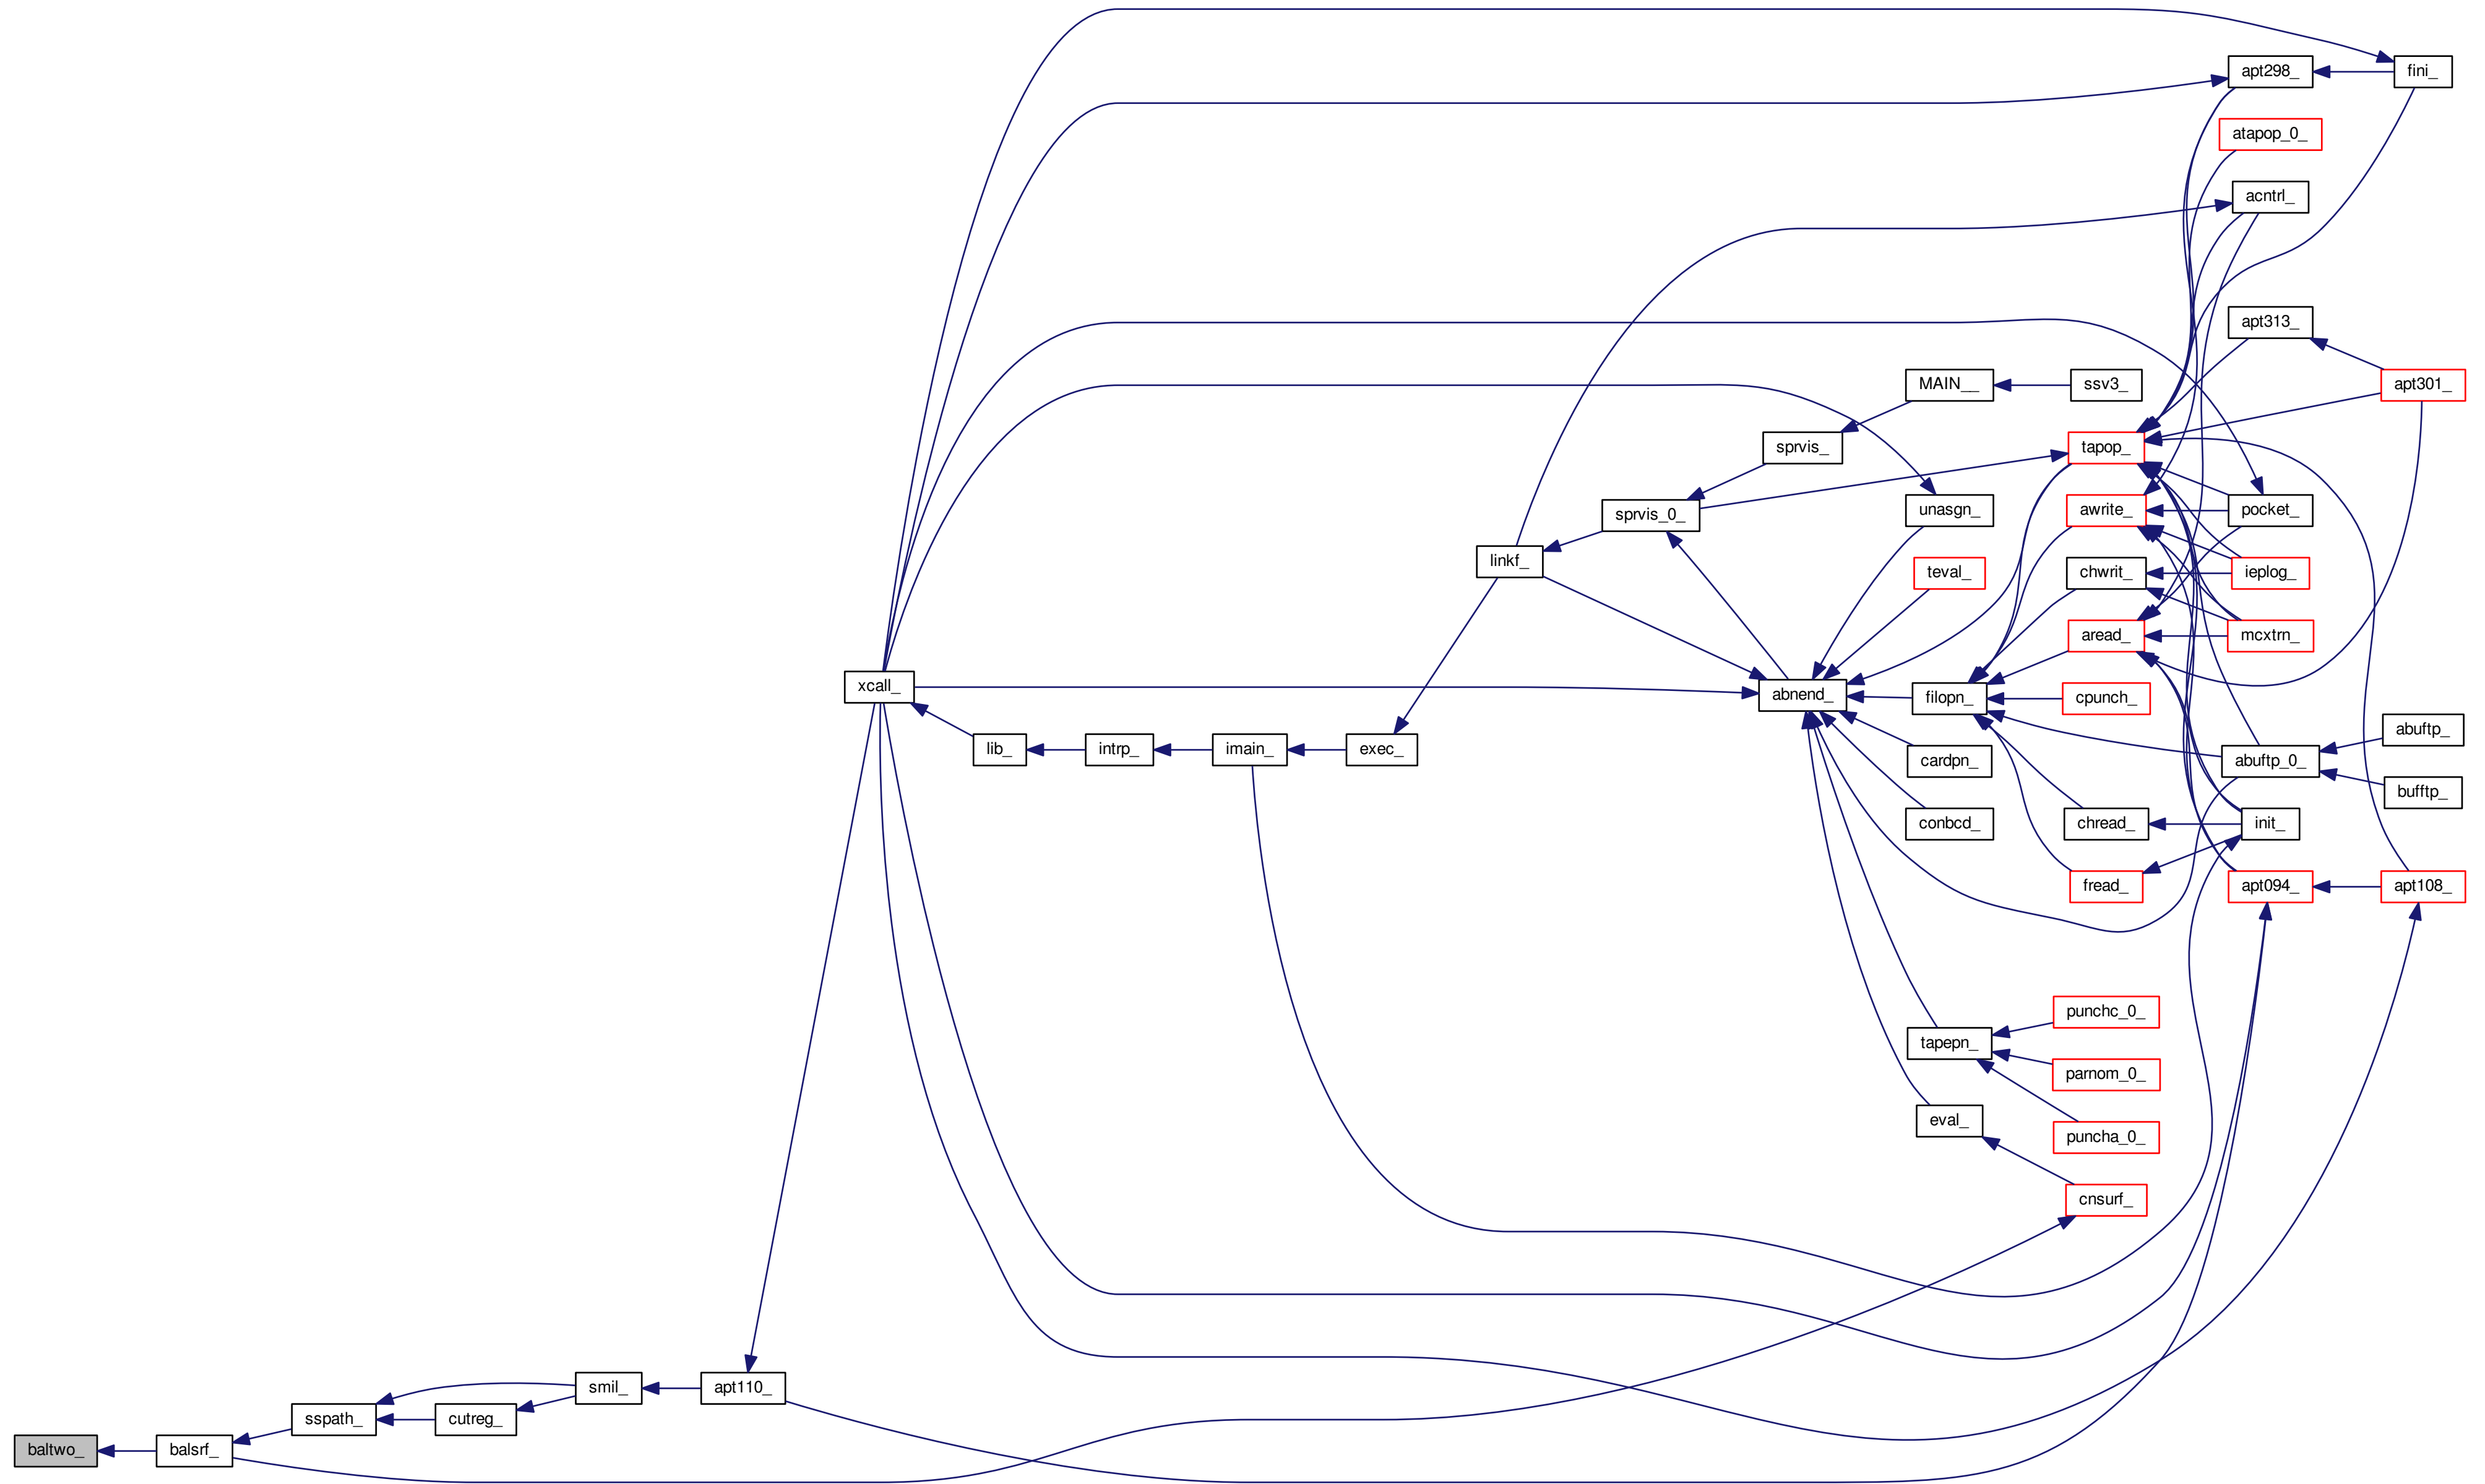 fini_
apt298_
atapop_0_
acntrl_
apt313_
MAIN__
ssv3_
apt301_
sprvis_
tapop_
sprvis_0_
unasgn_
awrite_
pocket_
linkf_
teval_
chwrit_
ieplog_
aread_
mcxtrn_
xcall_
abnend_
filopn_
cpunch_
abuftp_
lib_
intrp_
imain_
exec_
cardpn_
abuftp_0_
bufftp_
conbcd_
chread_
init_
fread_
apt094_
apt108_
punchc_0_
tapepn_
parnom_0_
eval_
puncha_0_
cnsurf_
smil_
apt110_
sspath_
cutreg_
baltwo_
balsrf_